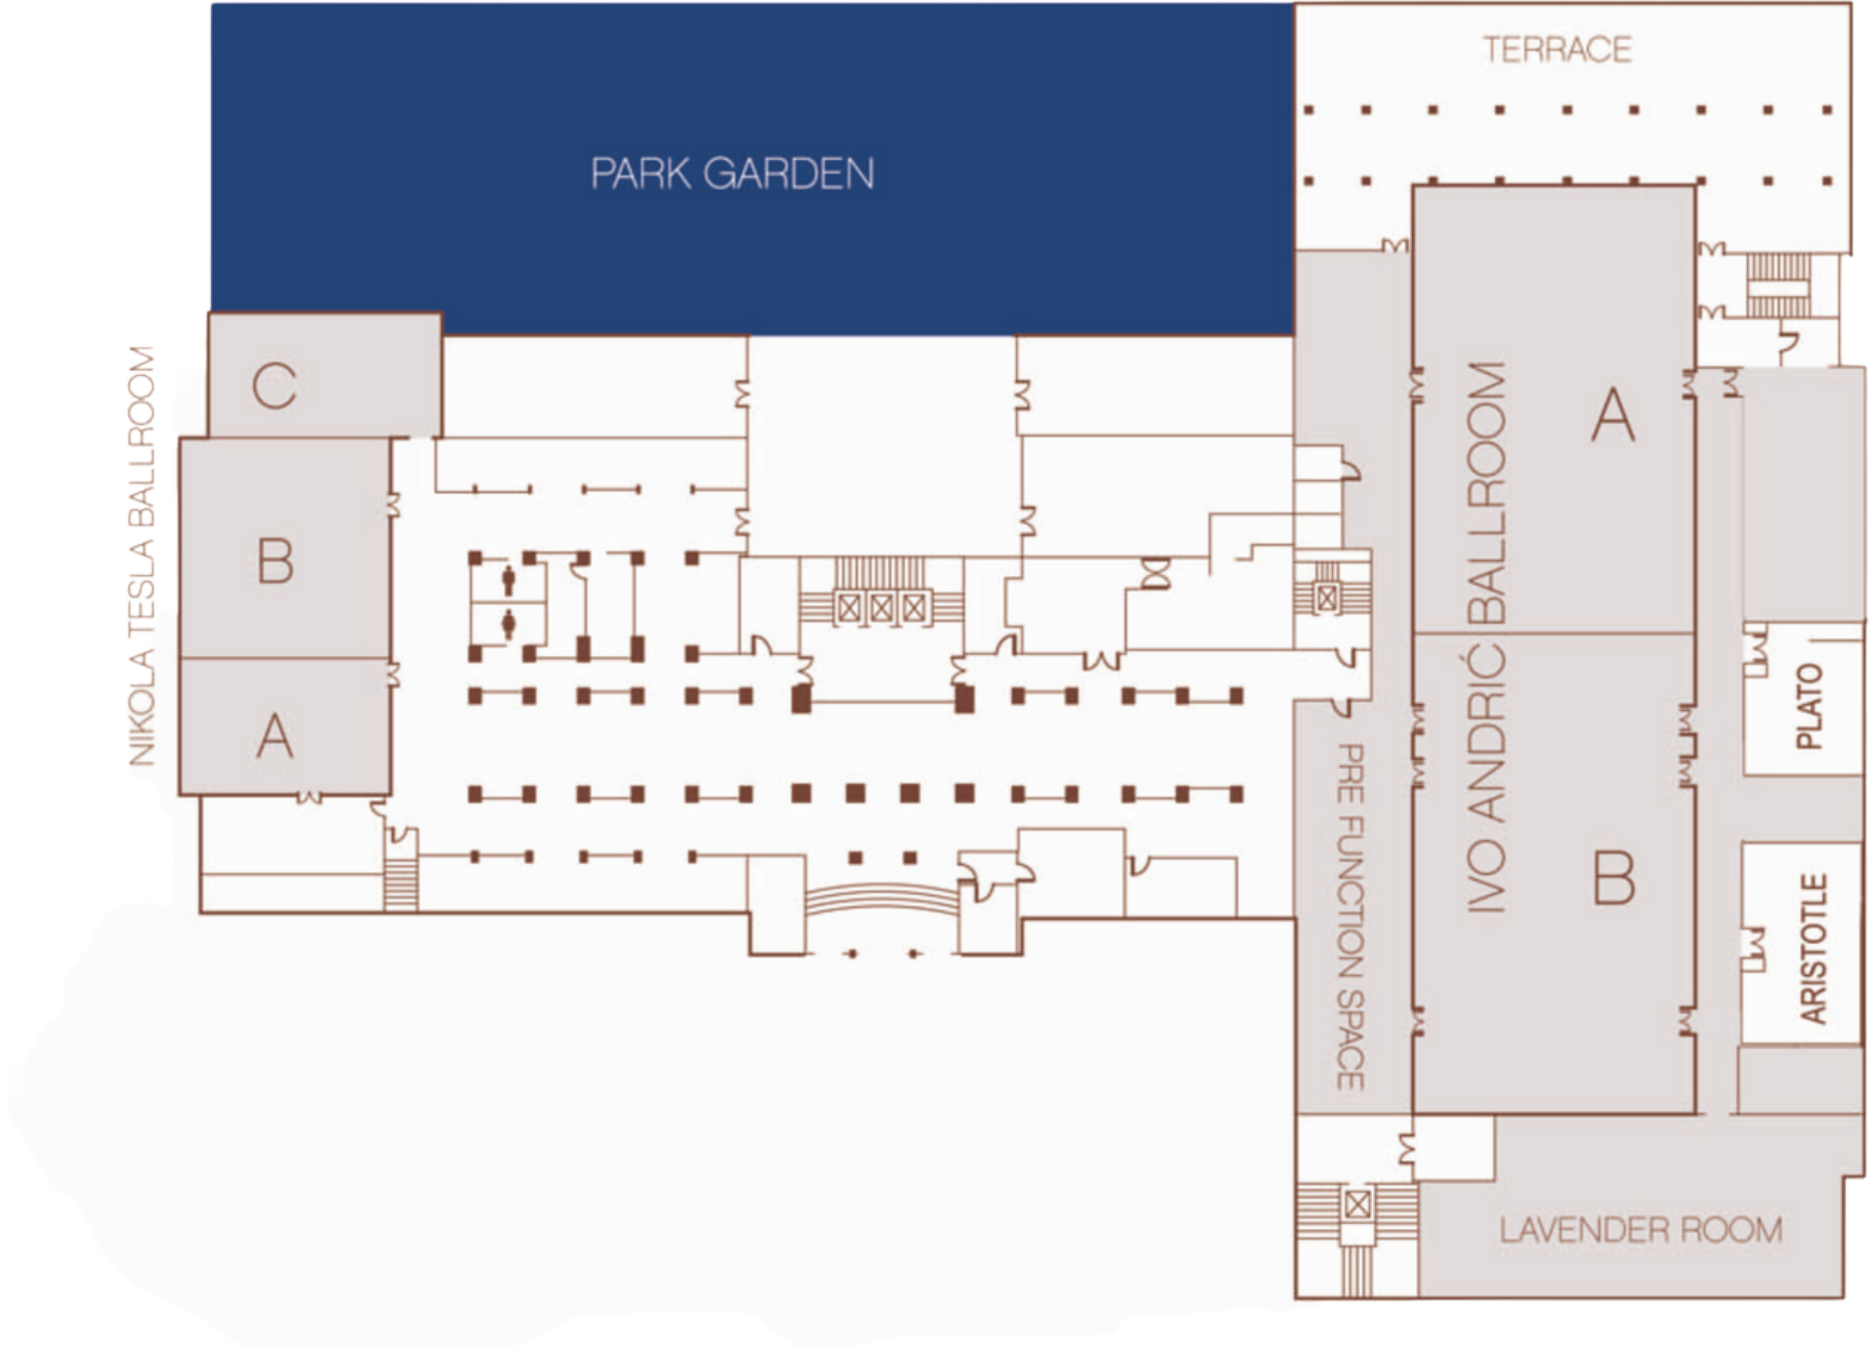 TERRACE
PARK GARDEN
NIKOLA TESLA BALLROOM
C
B
A
IVO ANDRIĆ BALLROOM
A
B
PRE FUNCTION SPACE
PLATO
ARISTOTLE
LAVENDER ROOM